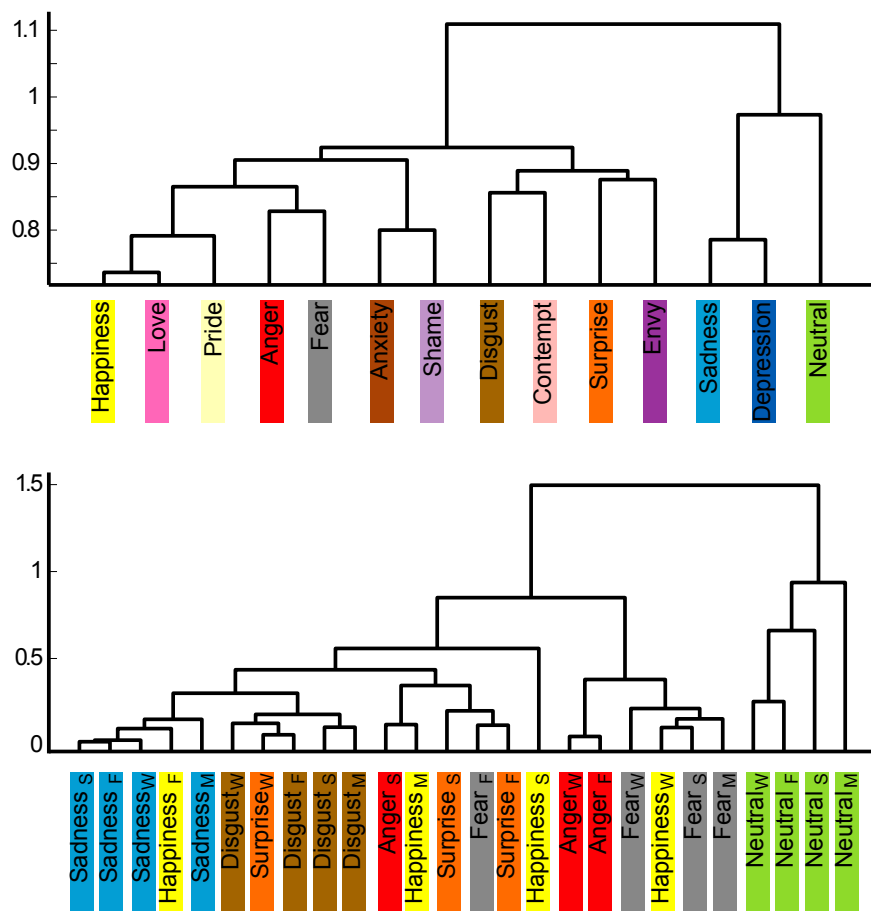 1.1
1
0.9
0.8
Happiness
Love
Pride
Anger
Fear
Anxiety
Shame
Disgust
Contempt
Surprise
Envy
Sadness
Depression
Neutral
1.5
1
0.5
0
Sadness S
Sadness F
Sadness W
Happiness F
Sadness M
Disgust W
Surprise W
Disgust F
Disgust S
Disgust M
Anger S
Happiness M
Surprise S
Fear F
Surprise F
Happiness S
Anger W
Anger F
Fear W
Happiness W
Fear S
Fear M
Neutral W
Neutral F
Neutral S
Neutral M